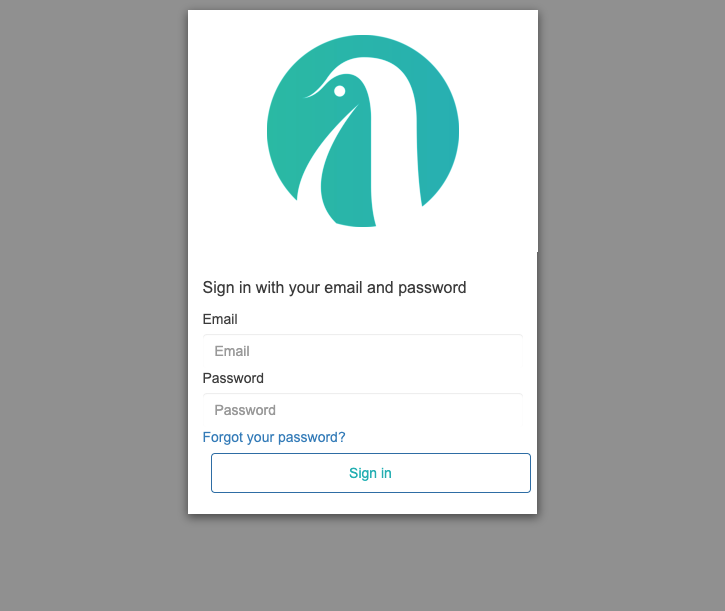 Sign in with your email and password
Email
Email
Password
Password
Forgot your password?
Sign in